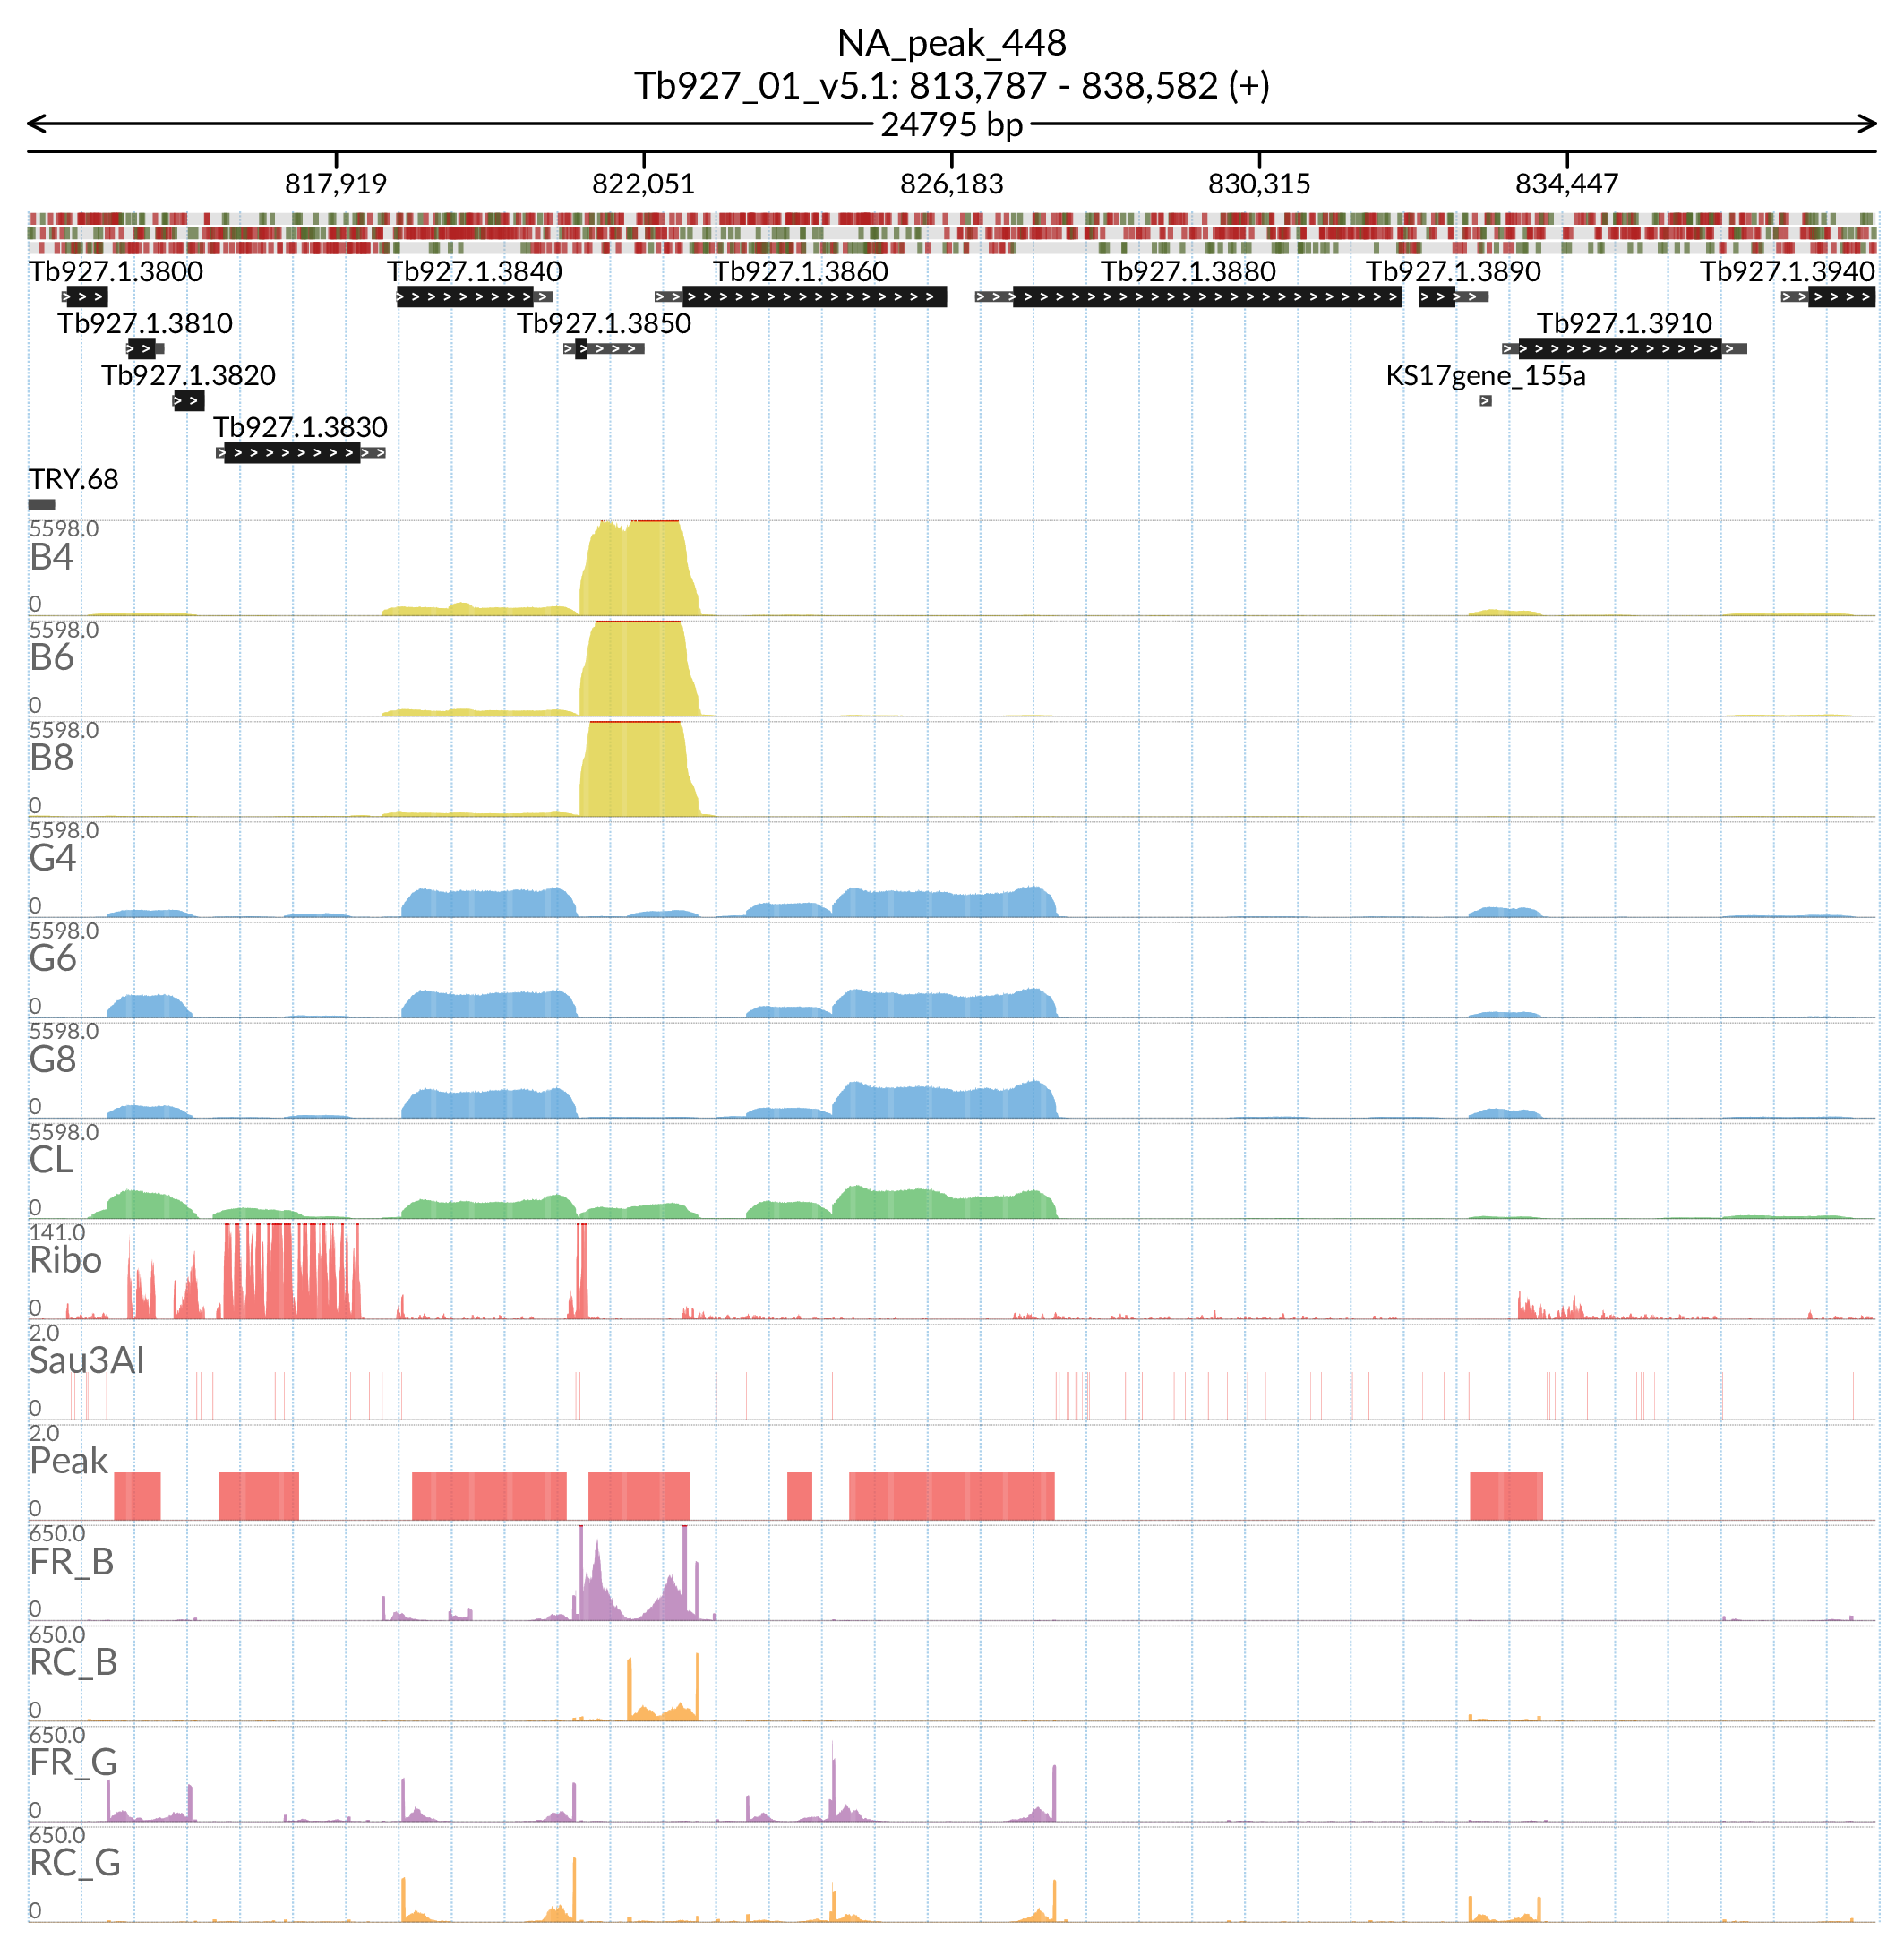 NA_peak_448
Tb927_01_v5.1: 813,787 - 838,582 (+)
24795 bp
817,919 822,051 826,183 830,315 834,447
Tb927.1.3800 Tb927.1.3840 Tb927.1.3860 Tb927.1.3880 Tb927.1.3890 Tb927.1.3940
Tb927.1.3810 Tb927.1.3850 Tb927.1.3910
Tb927.1.3820 KS17gene_155a
Tb927.1.3830
TRY.68
5598.0
B4
0
5598.0
B6
0
5598.0
B8
0
5598.0
G4
0
5598.0
G6
0
5598.0
G8
0
5598.0
CL
0
141.0
Ribo
0
2.0
Sau3AI
0
2.0
Peak
0
650.0
FR_B
0
650.0
RC_B
0
650.0
FR_G
0
650.0
RC_G
0